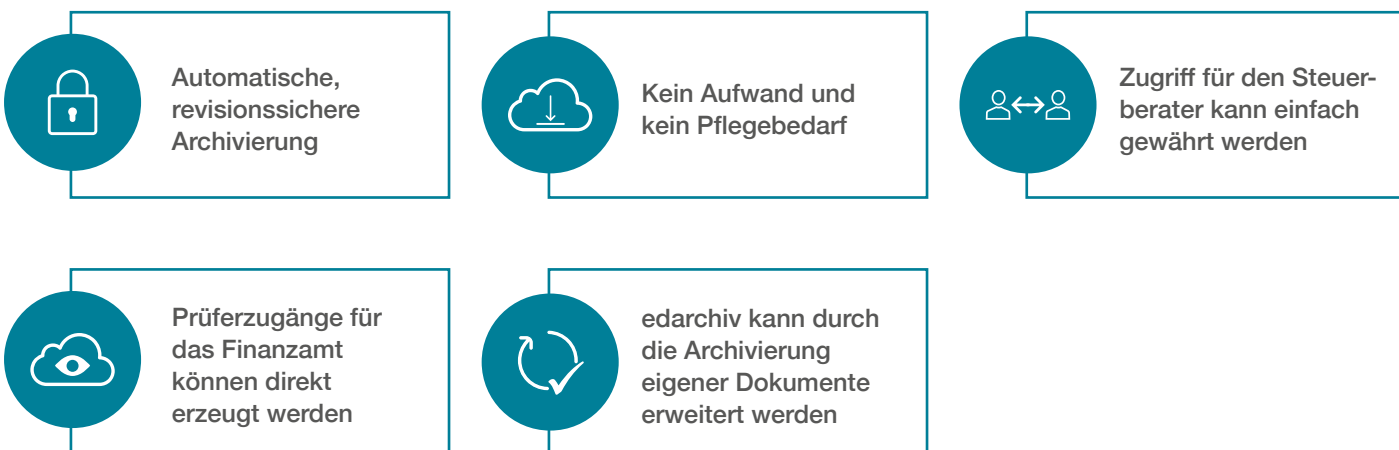 Automatische,
revisionssichere
Archivierung
Kein Aufwand und
kein Pflegebedarf
Zugriff für den Steuer-
berater kann einfach
gewährt werden
Prüferzugänge für
das Finanzamt
können direkt
erzeugt werden
edarchiv kann durch
die Archivierung
eigener Dokumente
erweitert werden